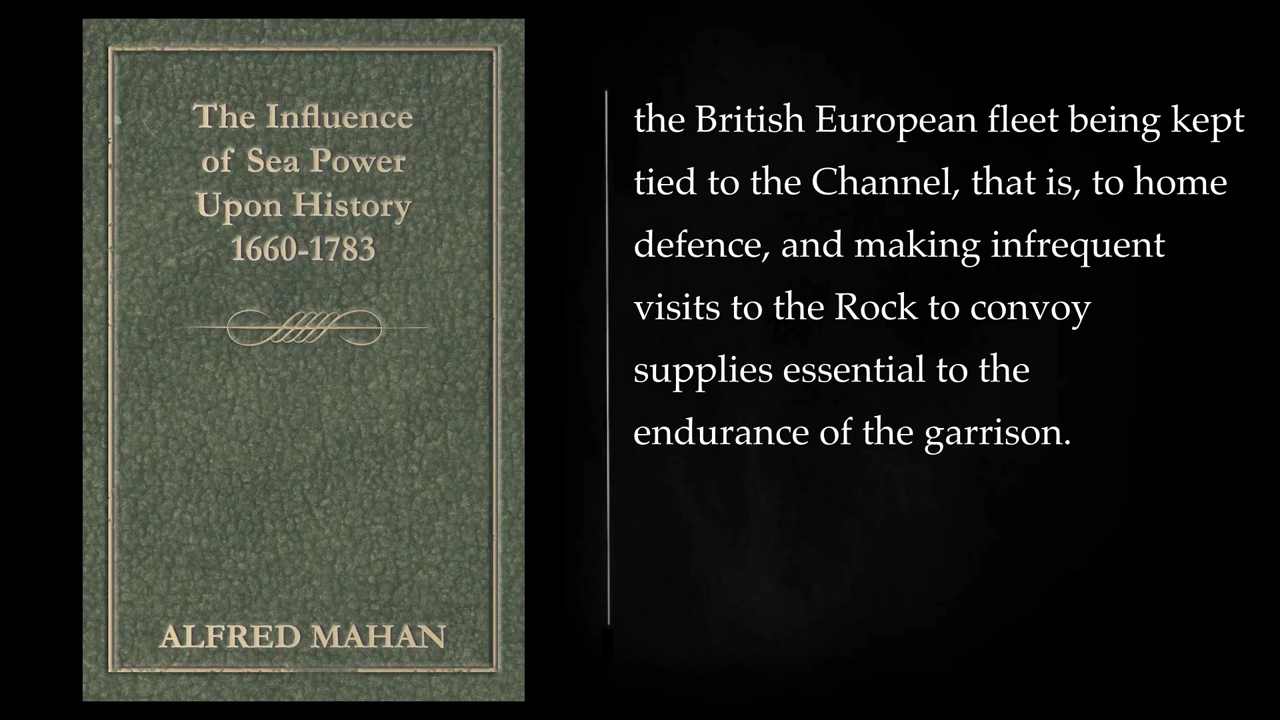 The Influence
of Sea Power
Upon History
1660-1783
ALFRED MAHAN
the British European fleet being kept
tied to the Channel, that is, to home
defence, and making infrequent
visits to the Rock to convoy
supplies essential to the
endurance of the garrison.